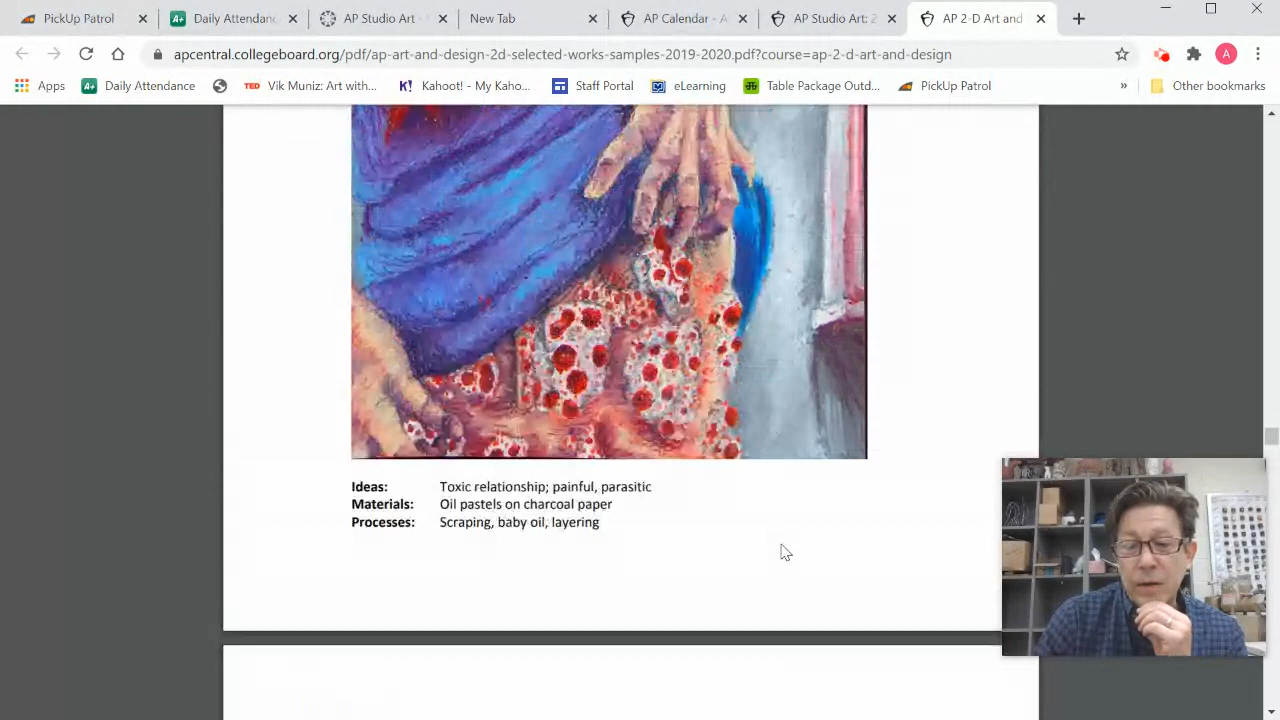 PickUp Patrol
Daily Attendanc
AP Studio Art -
New Tab
AP Calendar - A
AP Studio Art: 2
AP 2-D Art and
apcentral.collegeboard.org/pdf/ap-art-and-design-2d-selected-works-samples-2019-2020.pdf?course=ap-2-d-art-and-design
A
Apps
A+ Daily Attendance
TED Vik Muniz: Art with...
K! Kahoot! - My Kaho...
Staff Portal
eLearning
Table Package Outd...
PickUp Patrol
»
Other bookmarks
Ideas: Toxic relationship; painful, parasitic
Materials: Oil pastels on charcoal paper
Processes: Scraping, baby oil, layering